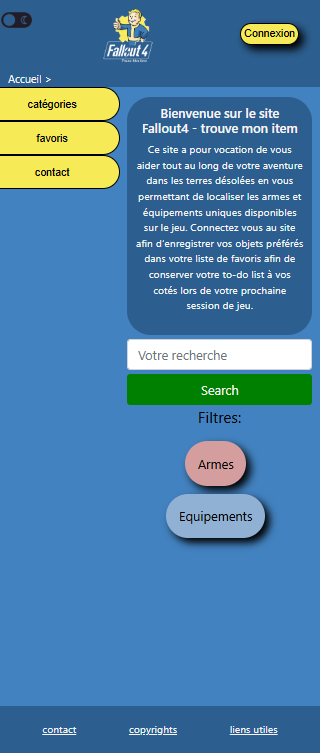 Fallout 4
Connexion
Accueil >
catégories
favoris
contact
Bienvenue sur le site
Fallout4 - trouve mon item
Ce site a pour vocation de vous
aider tout au long de votre aventure
dans les terres désolées en vous
permettant de localiser les armes et
équipements uniques disponibles
sur le jeu. Connectez vous au site
afin d'enregistrer vos objets préférés
dans votre liste de favoris afin de
conserver votre to-do list à vos
cotés lors de votre prochaine
session de jeu.
Votre recherche
Search
Filtres:
Armes
Equipements
contact copyrights liens utiles